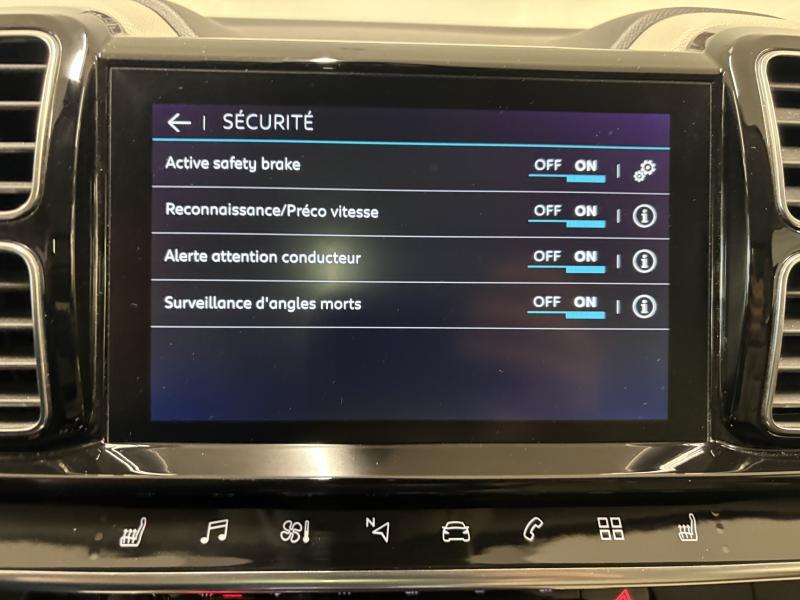 ← | SÉCURITÉ
Active safety brake OFF ON
Reconnaissance/Préco vitesse OFF ON
Alerte attention conducteur OFF ON
Surveillance d'angles morts OFF ON
N